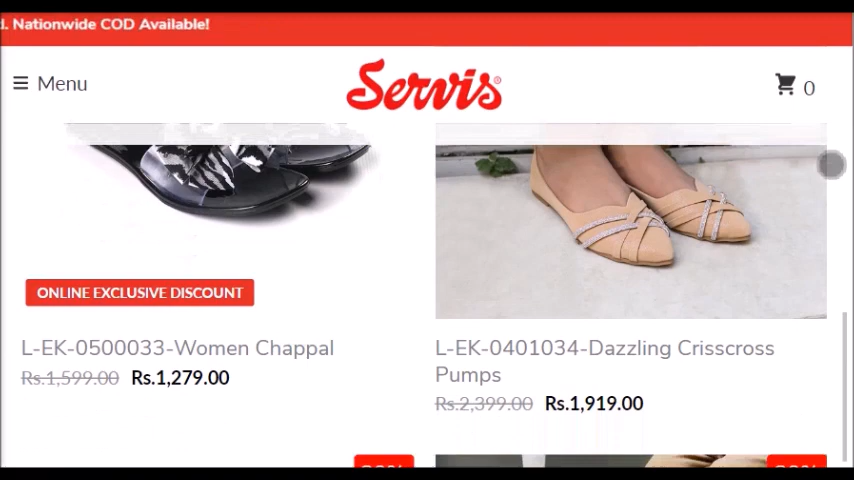 d. Nationwide COD Available!
Menu
Servis
0
ONLINE EXCLUSIVE DISCOUNT
L-EK-0500033-Women Chappal
Rs.1,599.00 Rs.1,279.00
L-EK-0401034-Dazzling Crisscross
Pumps
Rs.2,399.00 Rs.1,919.00